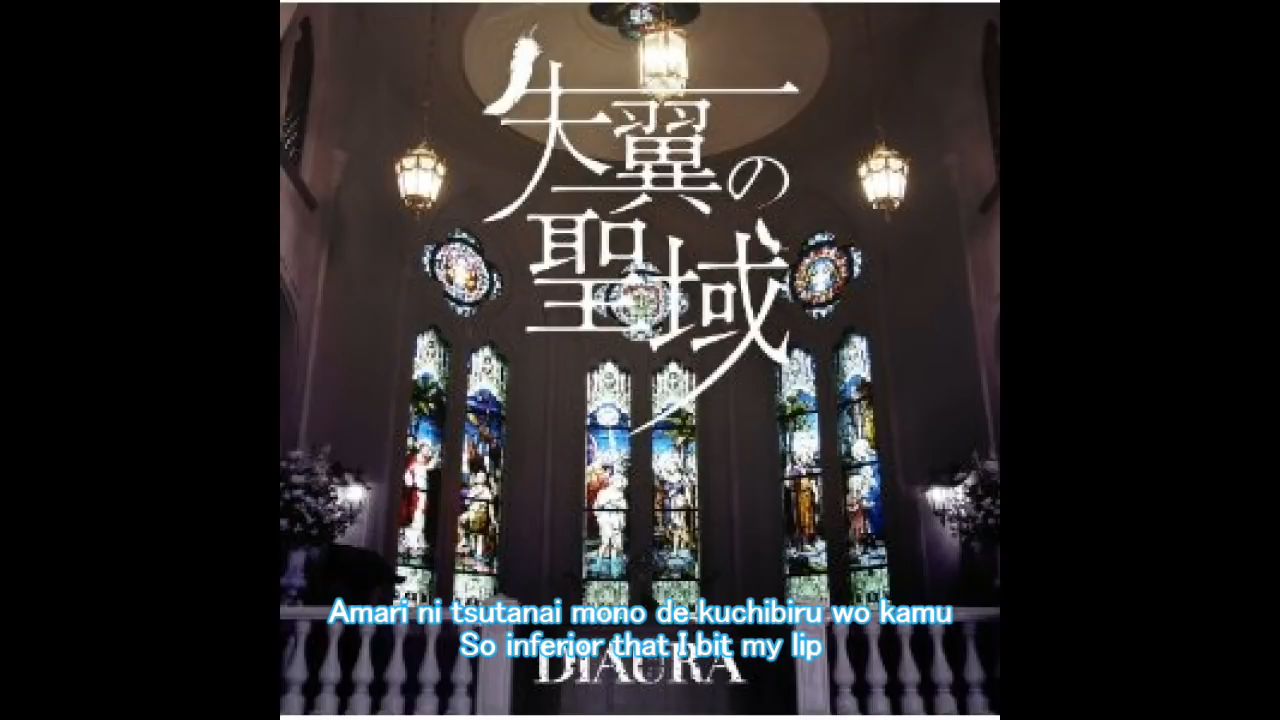 失翼の
聖域
Amari ni tsutanai mono de kuchibiru wo kamu
So inferior that I bit my lip
DIAURA